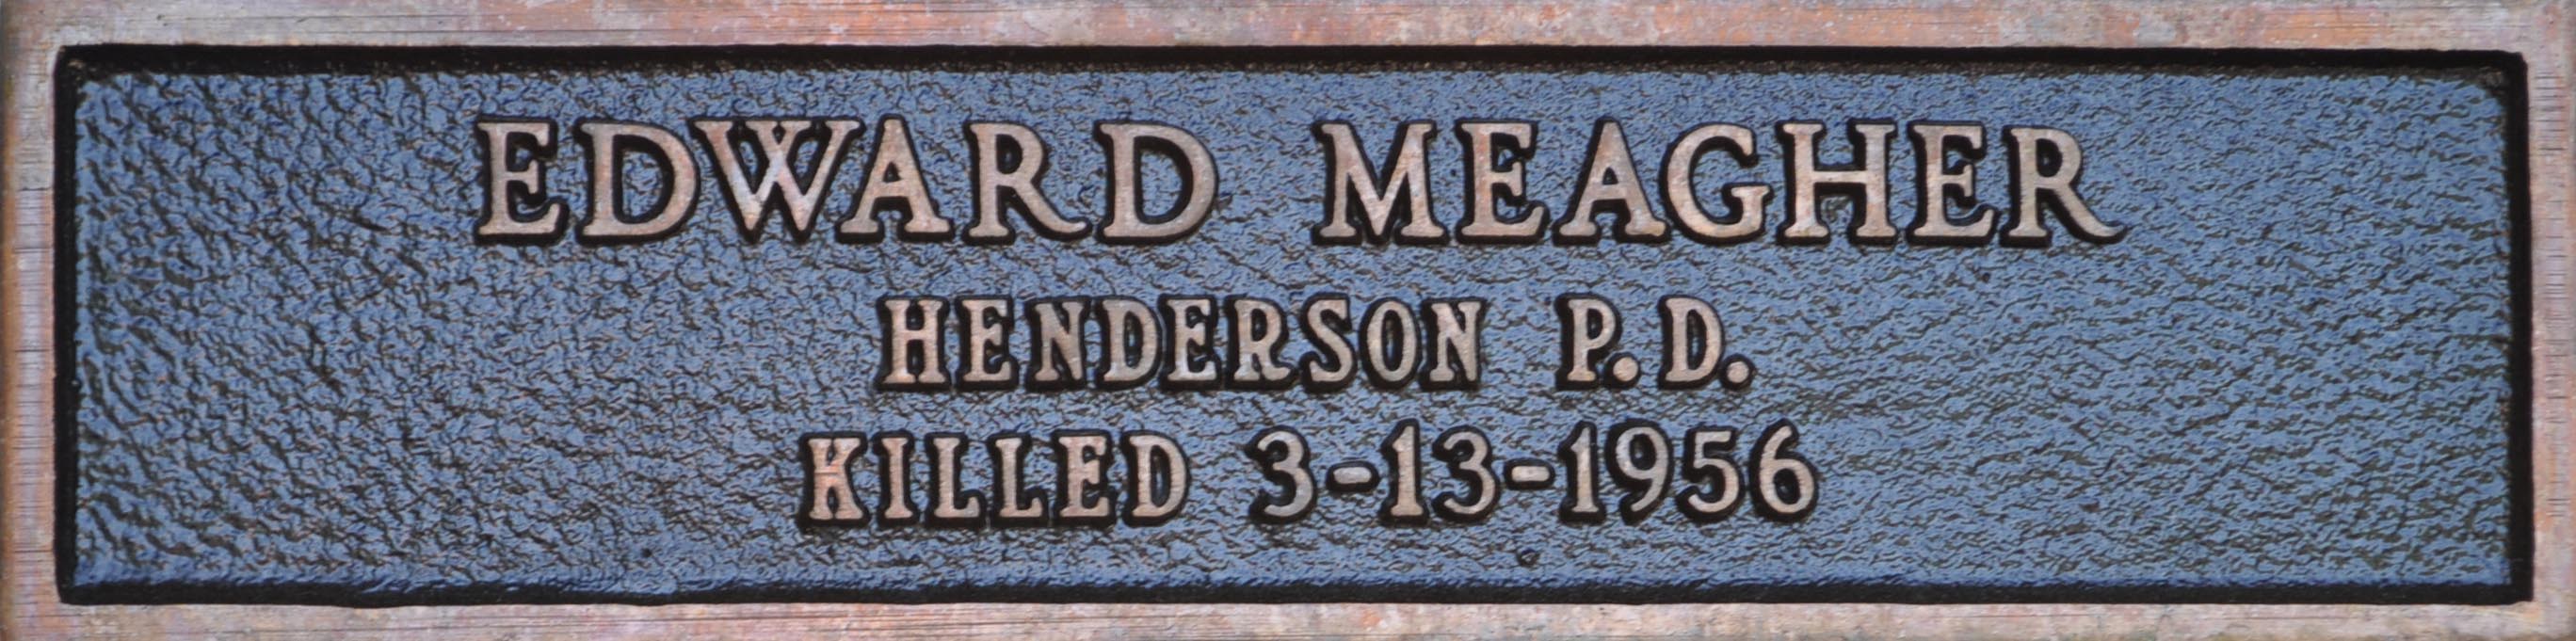 EDWARD MEAGHER
HENDERSON P.D.
KILLED 3-13-1956